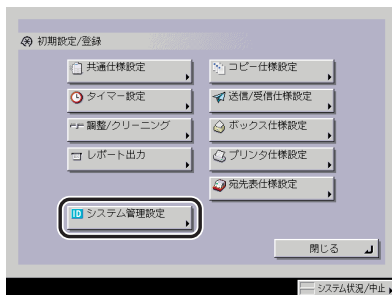 初期設定/登録
共通仕様設定
コピー仕様設定
タイマー設定
送信/受信仕様設定
調整/クリーニング
ボックス仕様設定
レポート出力
プリンタ仕様設定
宛先表仕様設定
ID システム管理設定
閉じる
システム状況/中止